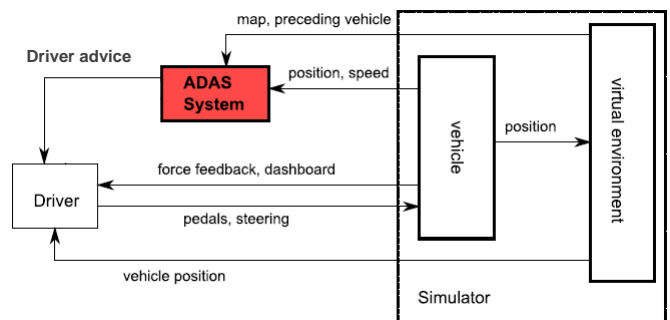 map, preceding vehicle
Driver advice
ADAS
System
position, speed
virtual environment
vehicle
position
force feedback, dashboard
Driver
pedals, steering
vehicle position
Simulator